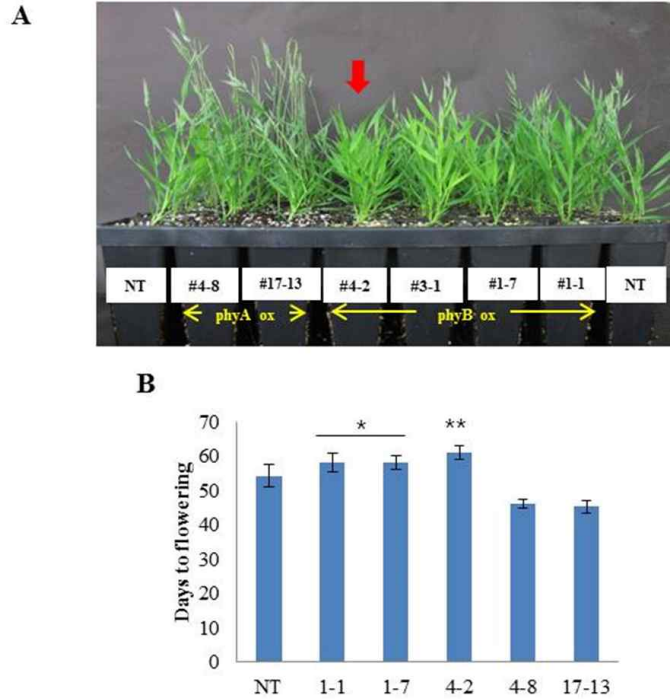 A
NT #4-8 #17-13 #4-2 #3-1 #1-7 #1-1 NT
phyA ox phyB ox
B
70
60
50
40
30
20
10
0
Days to flowering
* **
NT 1-1 1-7 4-2 4-8 17-13